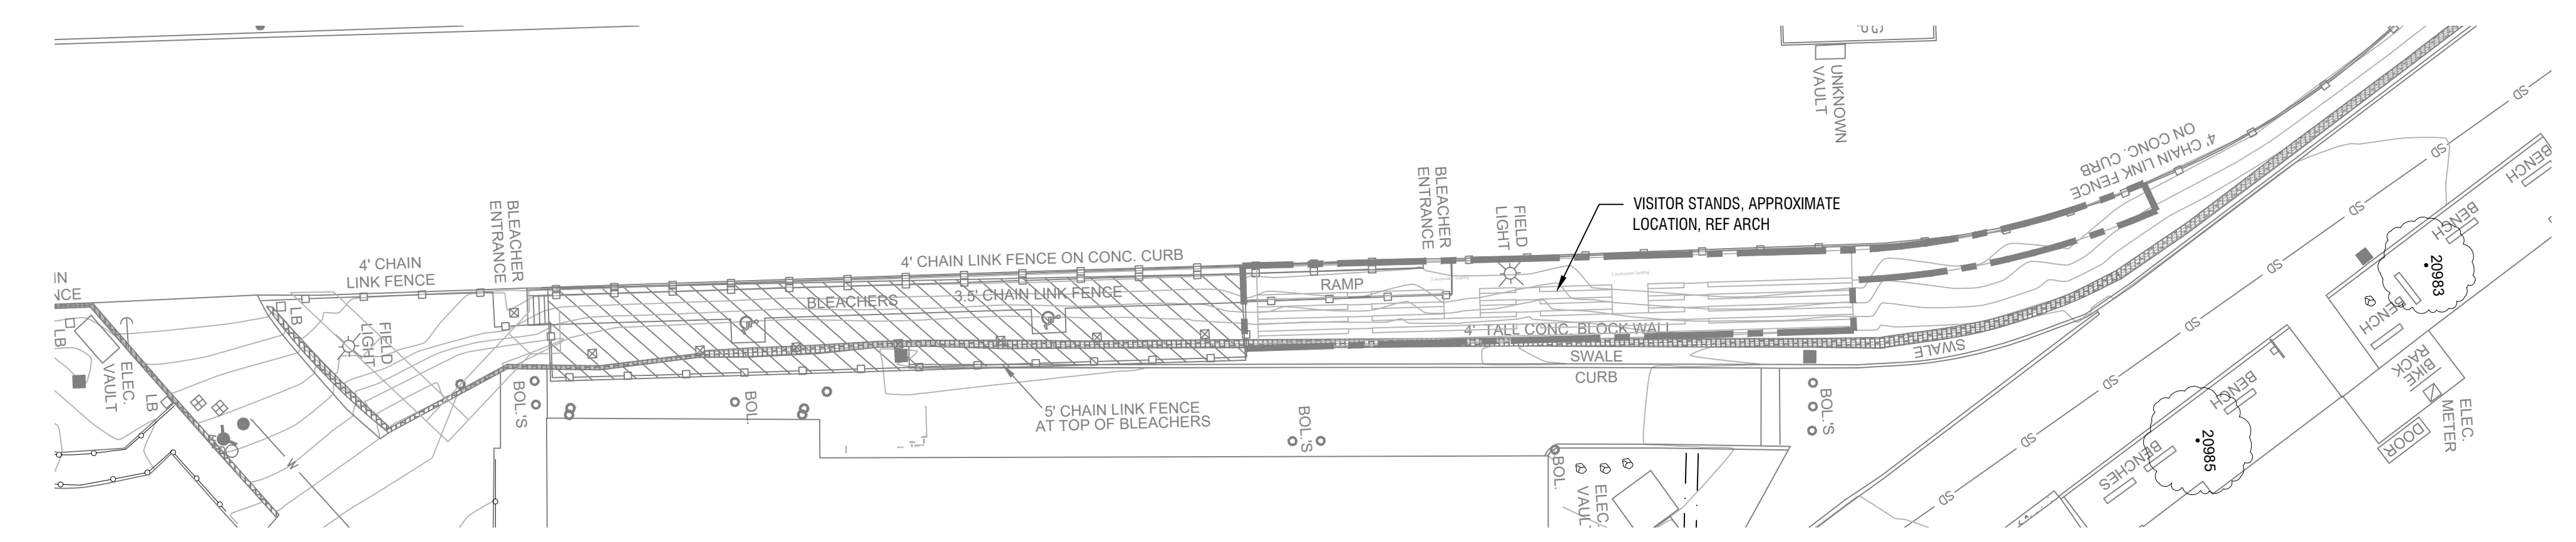 UNKNOWN
VAULT
4' CHAIN LINK FENCE
ON CONC. CURB
SD
SD
SD
SD
SD
SD
SD
SD
BENCH
BENCH
BENCH
BENCH
BENCH
BENCHES
20983
20985
BIKE
RACK
ELEC.
METER
DOOR
BLEACHER
ENTRANCE
FIELD
LIGHT
VISITOR STANDS, APPROXIMATE
LOCATION, REF ARCH
BLEACHER
ENTRANCE
4' CHAIN
LINK FENCE
4' CHAIN LINK FENCE ON CONC. CURB
BLEACHERS
3.5' CHAIN LINK FENCE
RAMP
4' TALL CONC. BLOCK WALL
SWALE
SWALE
CURB
LB
FIELD
LIGHT
LB
ELEC.
VAULT
LB
W
BOL.'S
BOL.
5' CHAIN LINK FENCE
AT TOP OF BLEACHERS
BOL.'S
BOL.'S
BOL.
ELEC.